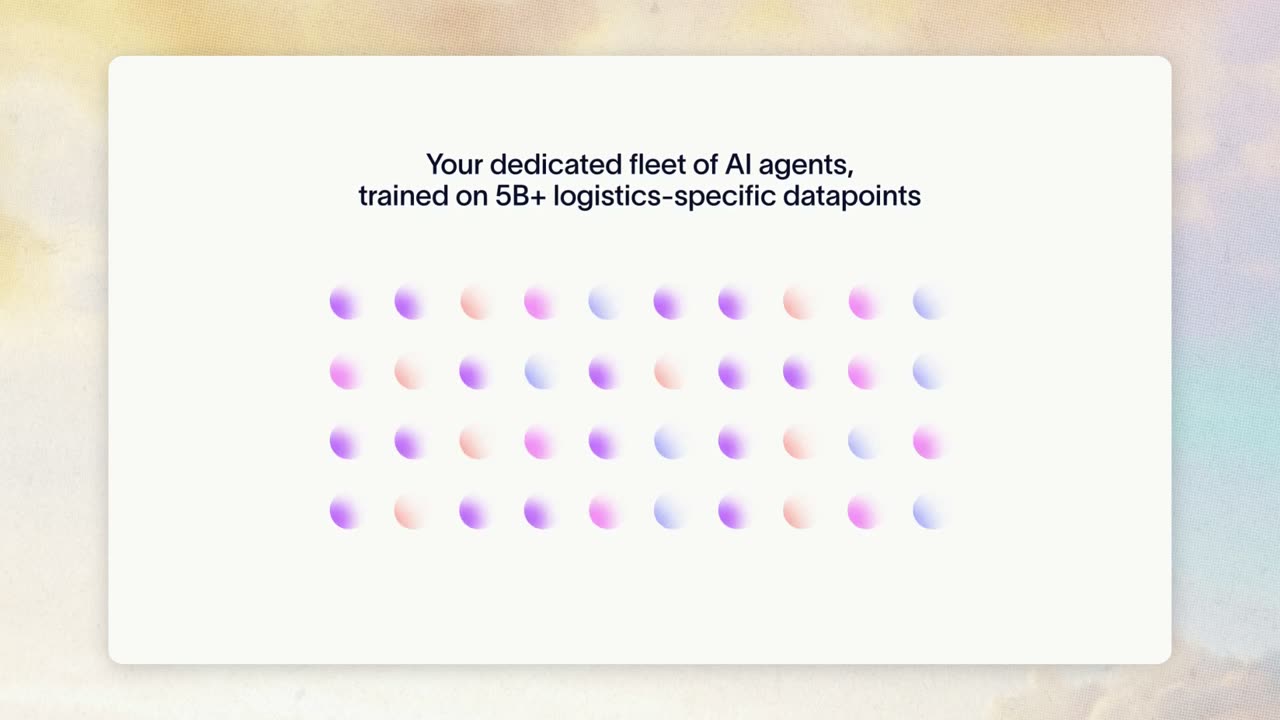 Your dedicated fleet of AI agents,
trained on 5B+ logistics-specific datapoints